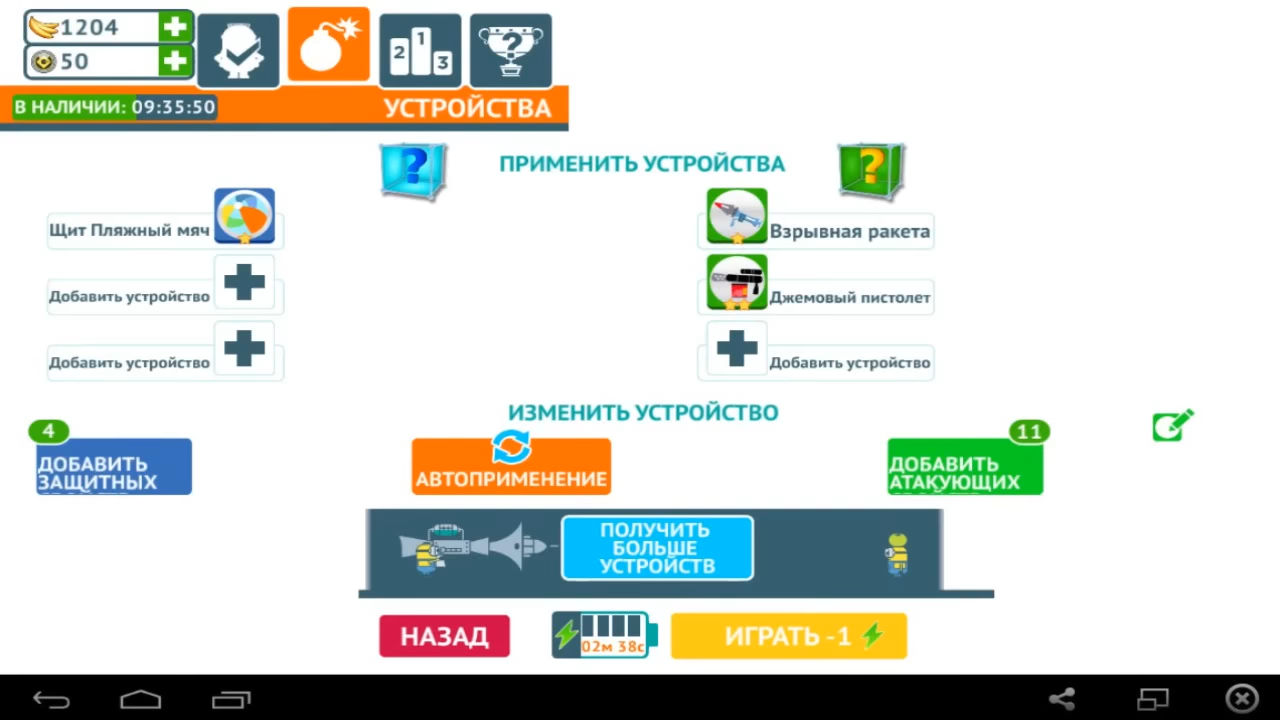 1204
50
2 1 3
?
В НАЛИЧИИ: 09:35:50
УСТРОЙСТВА
?
ПРИМЕНИТЬ УСТРОЙСТВА
?
Щит Пляжный мяч
Взрывная ракета
Добавить устройство
Джемовый пистолет
Добавить устройство
Добавить устройство
ИЗМЕНИТЬ УСТРОЙСТВО
4
ДОБАВИТЬ
ЗАЩИТНЫХ
АВТОПРИМЕНЕНИЕ
11
ДОБАВИТЬ
АТАКУЮЩИХ
ПОЛУЧИТЬ
БОЛЬШЕ
УСТРОЙСТВ
НАЗАД
02м 38с
ИГРАТЬ -1